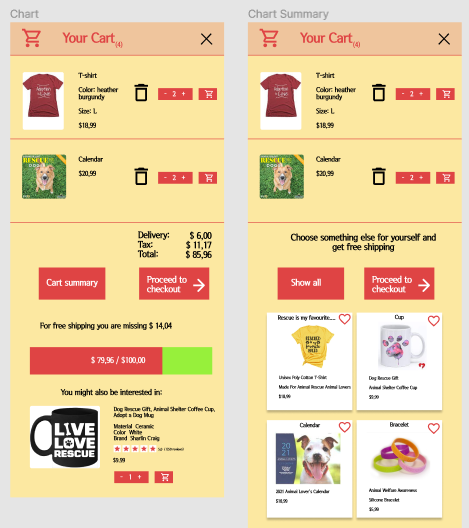 Chart
Your Cart(4)
T-shirt
Color: heather
burgundy
Size: L
$18,99
- 2 +
Calendar
$20,99
- 2 +
RESCUE
Delivery: $ 6,00
Tax: $ 11,17
Total: $ 85,96
Cart summary
Proceed to
checkout
For free shipping you are missing $ 14,04
$ 79,96 / $100,00
You might also be interested in:
LIVE
LOVE
RESCUE
Dog Rescue Gift, Animal Shelter Coffee Cup,
Adopt a Dog Mug
Material Ceramic
Color White
Brand Sharlin Craig
$9.99
- 1 +
Chart Summary
Your Cart(4)
T-shirt
Color: heather
burgundy
Size: L
$18,99
- 2 +
Calendar
$20,99
- 2 +
RESCUE
Choose something else for yourself and
get free shipping
Show all
Proceed to
checkout
Rescue is my favourite....
Unisex Poly Cotton T-Shirt
Made For Animal Rescue Animal Lovers
$18,99
Cup
Dog Rescue Gift
Animal Shelter Coffee Cup
$9,99
Calendar
2021
2021 Animal Lover's Calendar
$18,99
Bracelet
Animal Welfare Awareness
Silicone Bracelet
$5,99